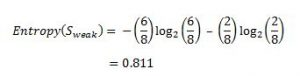 Entropy(S_weak) = −(6/8) log₂(6/8) − (2/8) log₂(2/8)
= 0.811